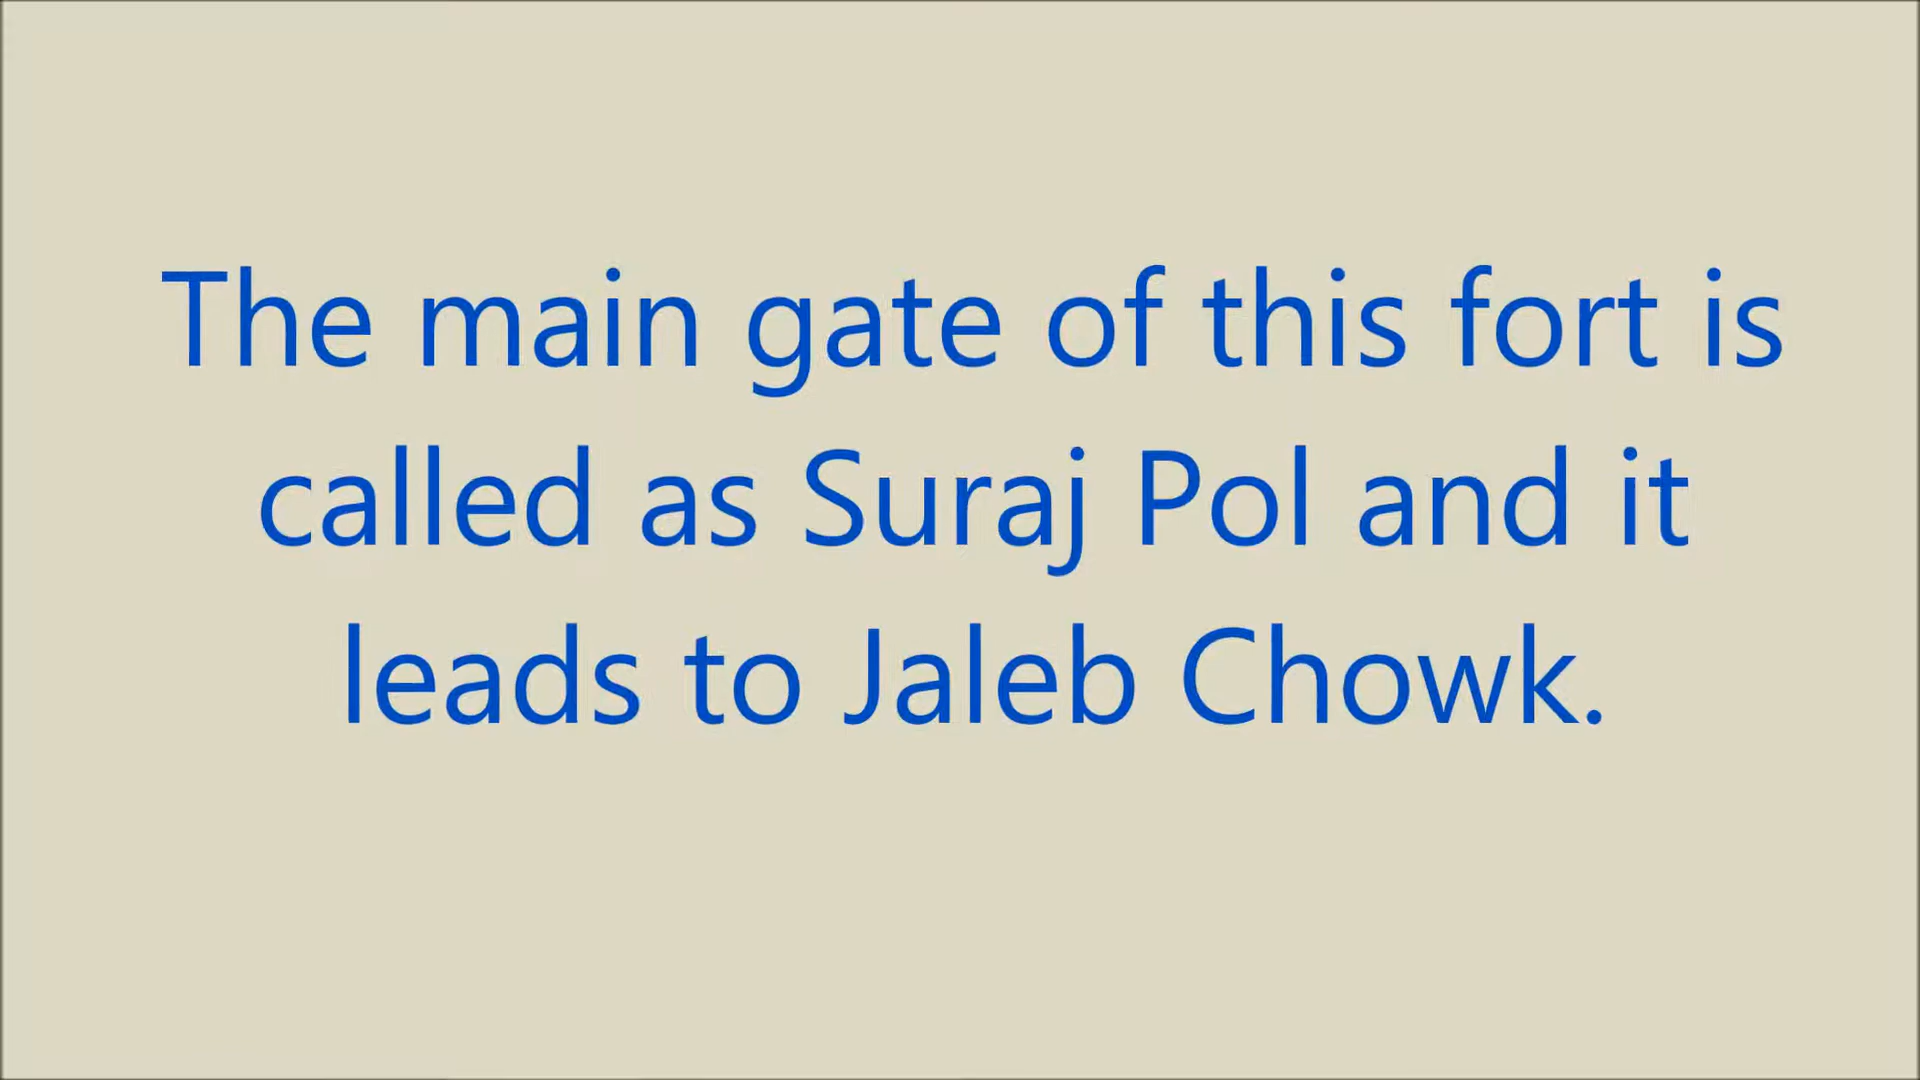 The main gate of this fort is
called as Suraj Pol and it
leads to Jaleb Chowk.